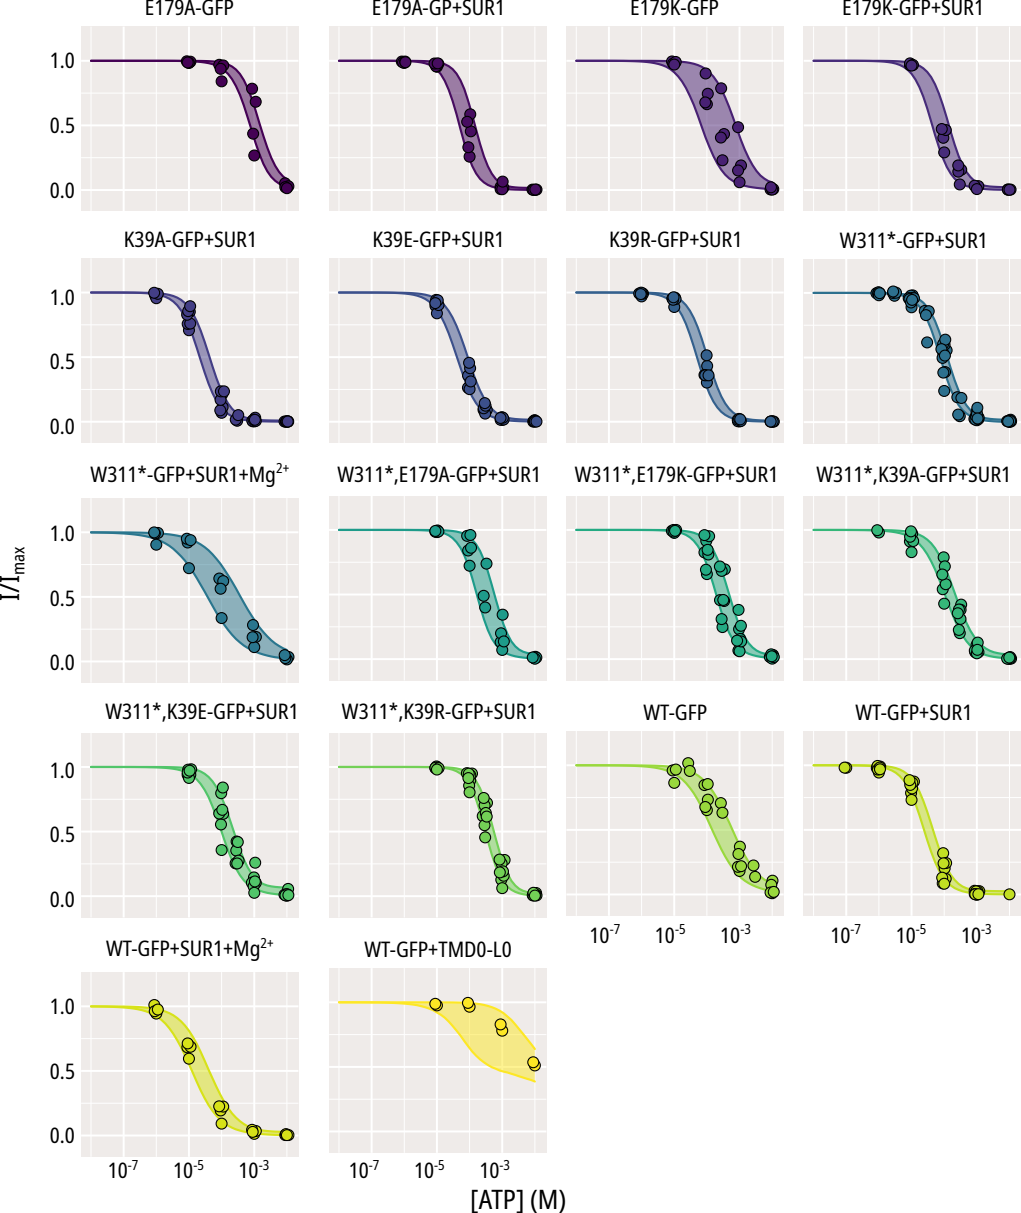 E179A-GFP E179A-GP+SUR1 E179K-GFP E179K-GFP+SUR1
1.0
0.5
0.0
K39A-GFP+SUR1 K39E-GFP+SUR1 K39R-GFP+SUR1 W311*-GFP+SUR1
1.0
0.5
0.0
W311*-GFP+SUR1+Mg²⁺ W311*,E179A-GFP+SUR1 W311*,E179K-GFP+SUR1 W311*,K39A-GFP+SUR1
1.0
0.5
0.0
I/Imax
W311*,K39E-GFP+SUR1 W311*,K39R-GFP+SUR1 WT-GFP WT-GFP+SUR1
1.0
0.5
0.0
10⁻⁷ 10⁻⁵ 10⁻³ 10⁻⁷ 10⁻⁵ 10⁻³
WT-GFP+SUR1+Mg²⁺ WT-GFP+TMD0-L0
1.0
0.5
0.0
10⁻⁷ 10⁻⁵ 10⁻³ 10⁻⁷ 10⁻⁵ 10⁻³
[ATP] (M)